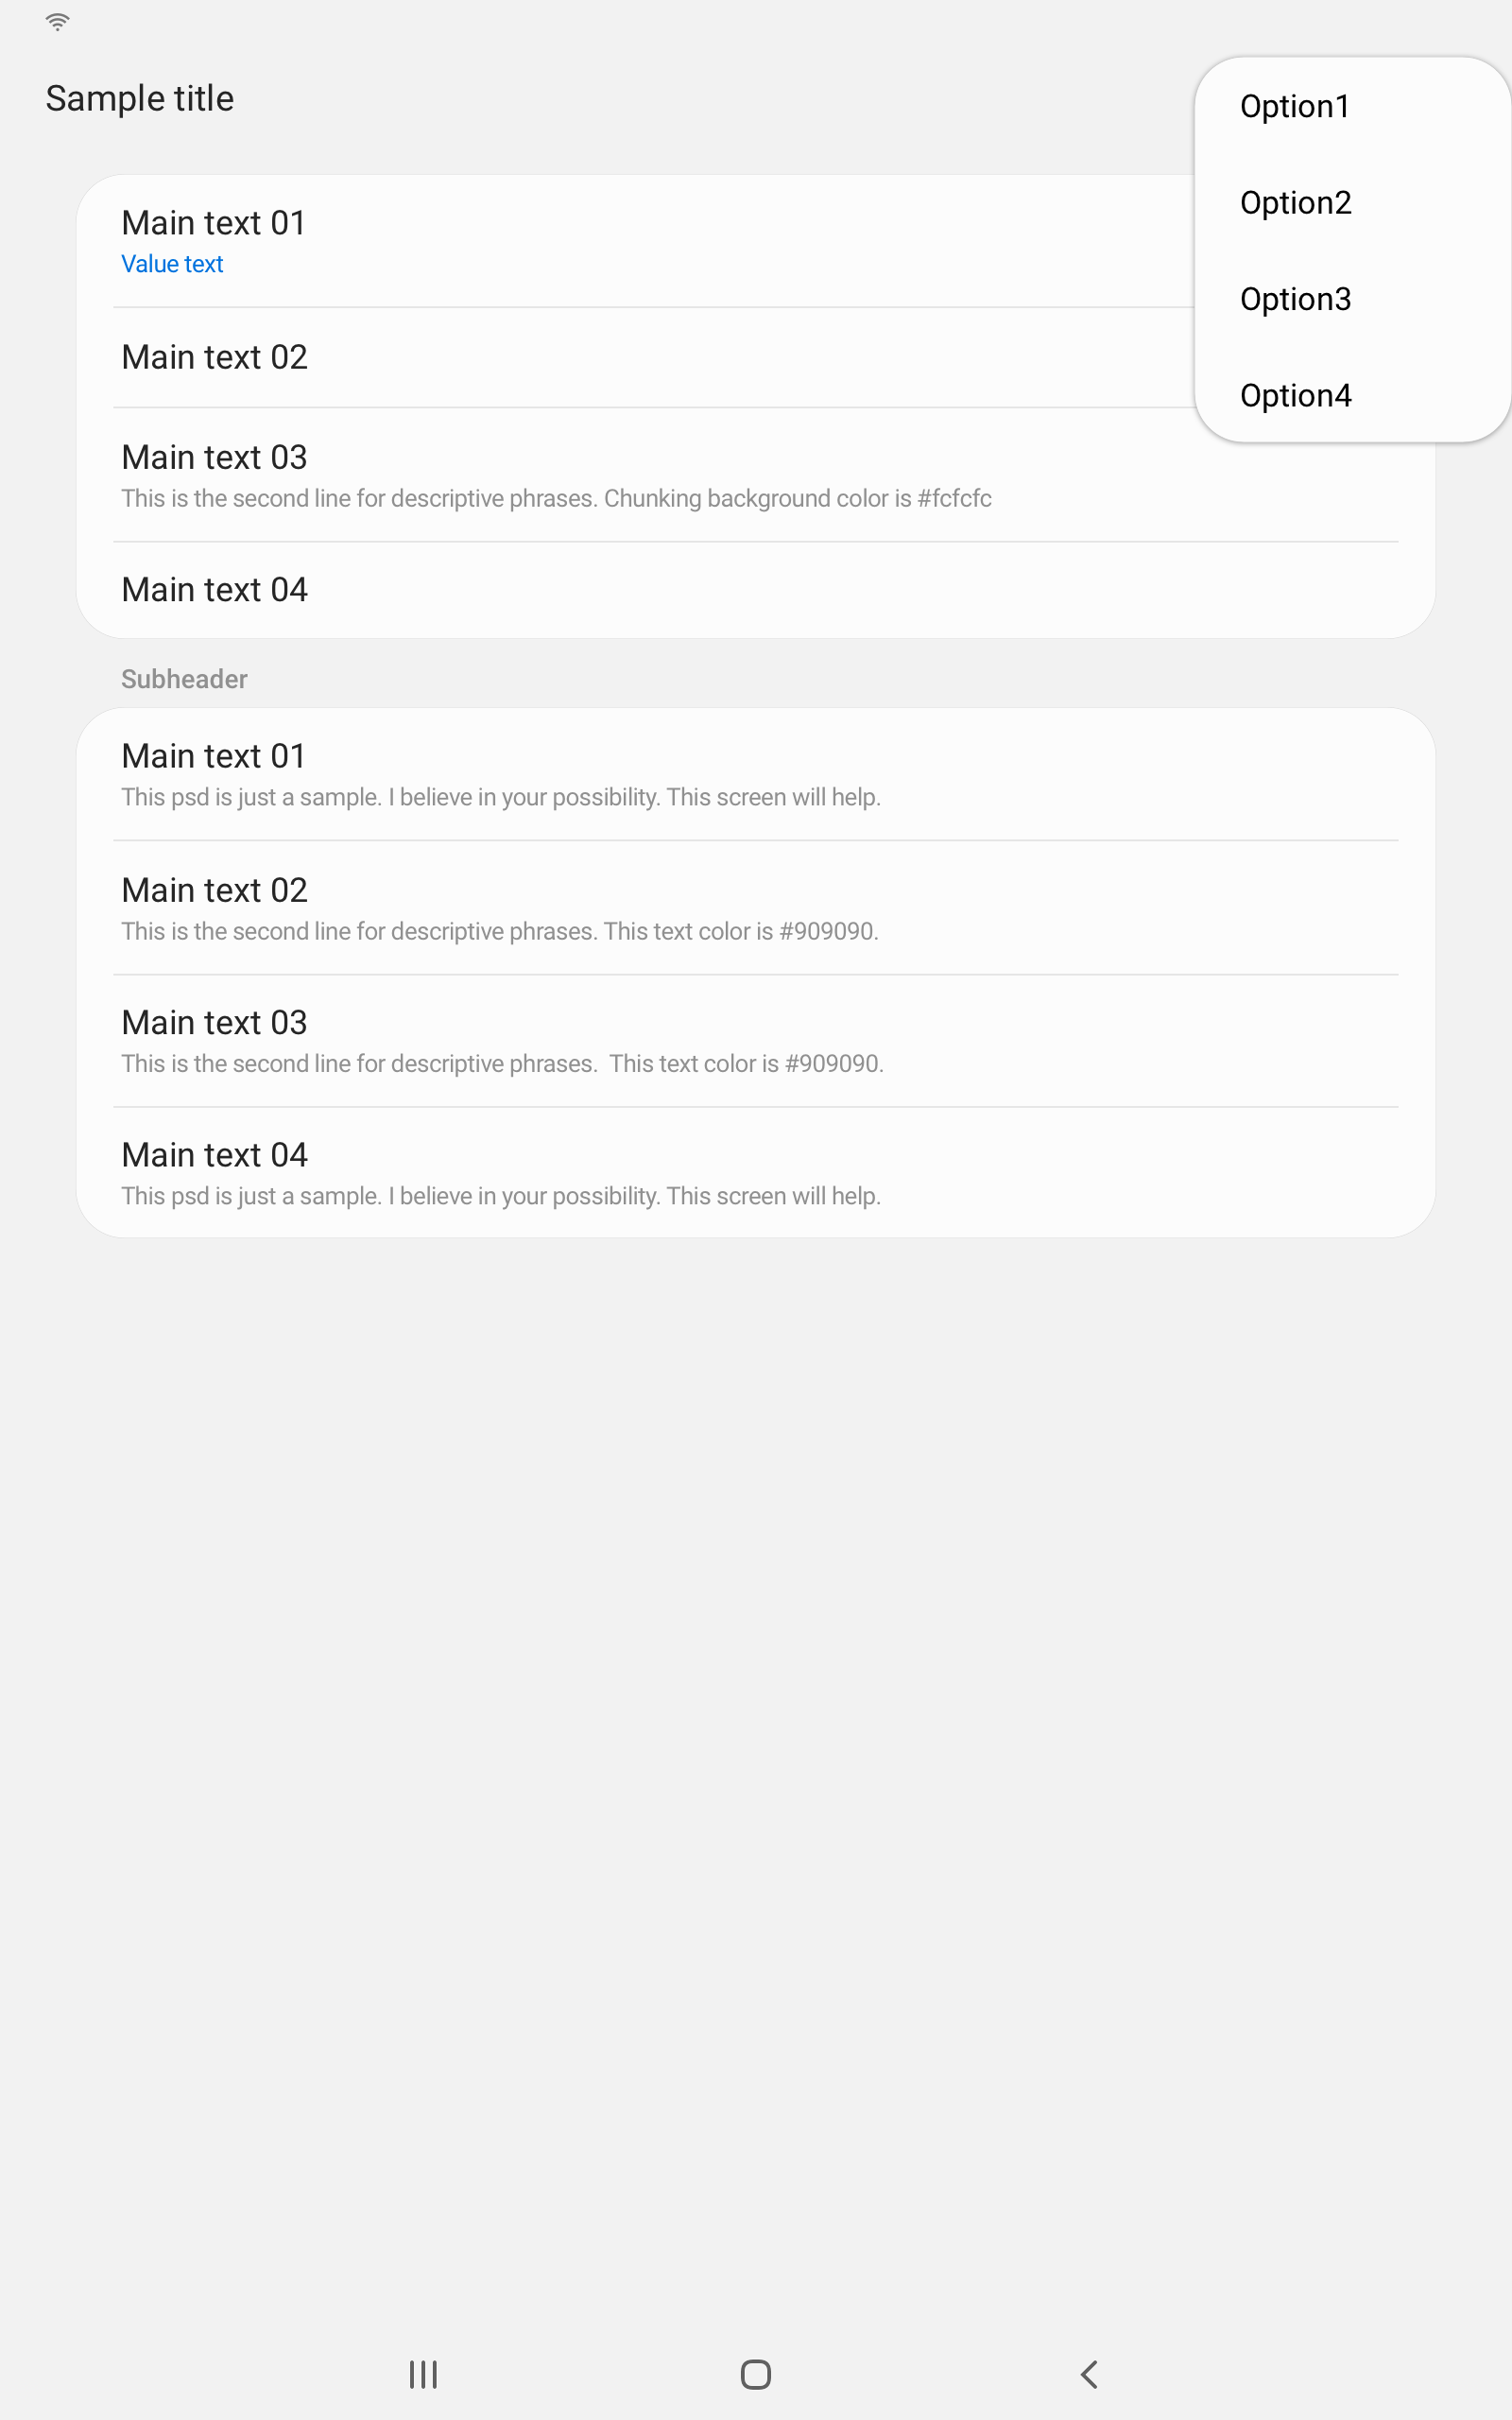 Sample title
Option1
Option2
Option3
Option4
Main text 01
Value text
Main text 02
Main text 03
This is the second line for descriptive phrases. Chunking background color is #fcfcfc
Main text 04
Subheader
Main text 01
This psd is just a sample. I believe in your possibility. This screen will help.
Main text 02
This is the second line for descriptive phrases. This text color is #909090.
Main text 03
This is the second line for descriptive phrases.  This text color is #909090.
Main text 04
This psd is just a sample. I believe in your possibility. This screen will help.